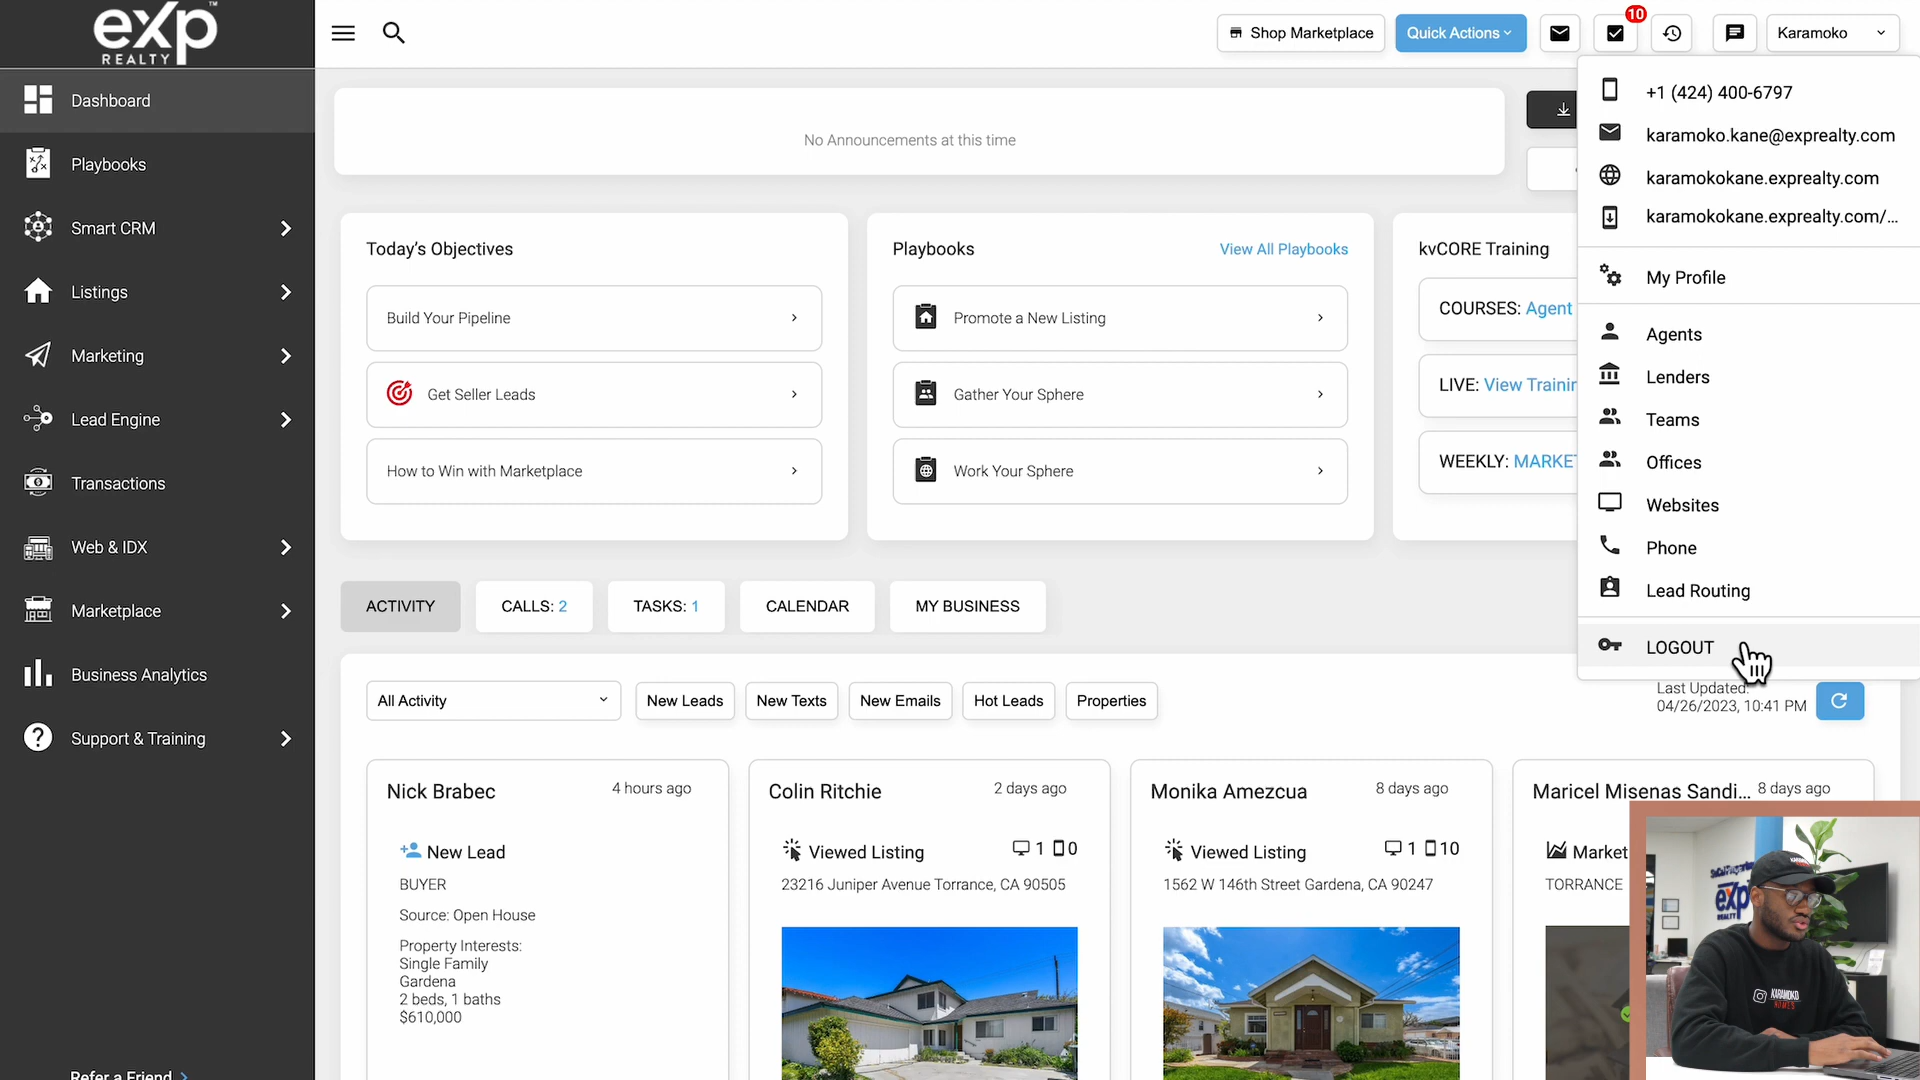 exp™
REALTY
Dashboard
Playbooks
Smart CRM
Listings
Marketing
Lead Engine
Transactions
Web & IDX
Marketplace
Business Analytics
Support & Training
Refer a Friend
Shop Marketplace
Quick Actions
10
Karamoko
No Announcements at this time
+1 (424) 400-6797
karamoko.kane@exprealty.com
karamokokane.exprealty.com
karamokokane.exprealty.com/...
My Profile
Agents
Lenders
Teams
Offices
Websites
Phone
Lead Routing
LOGOUT
Today's Objectives
Build Your Pipeline
Get Seller Leads
How to Win with Marketplace
Playbooks
View All Playbooks
Promote a New Listing
Gather Your Sphere
Work Your Sphere
kvCORE Training
COURSES: Agent
LIVE: View Trainin
WEEKLY: MARKET
ACTIVITY
CALLS: 2
TASKS: 1
CALENDAR
MY BUSINESS
All Activity
New Leads
New Texts
New Emails
Hot Leads
Properties
Last Updated:
04/26/2023, 10:41 PM
Nick Brabec
4 hours ago
New Lead
BUYER
Source: Open House
Property Interests:
Single Family
Gardena
2 beds, 1 baths
$610,000
Colin Ritchie
2 days ago
Viewed Listing
1 0
23216 Juniper Avenue Torrance, CA 90505
Monika Amezcua
8 days ago
Viewed Listing
1 10
1562 W 146th Street Gardena, CA 90247
Maricel Misenas Sandi...
8 days ago
Market
TORRANCE
exp
REALTY
KARAMOKO